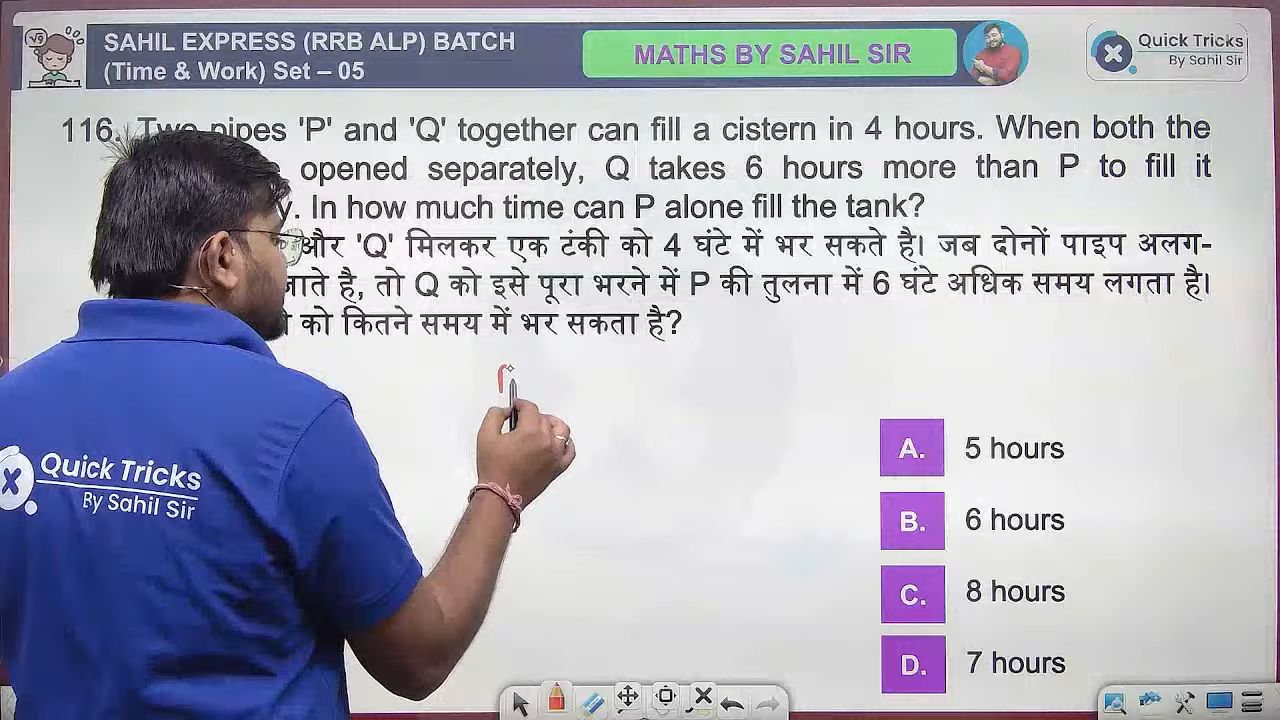 SAHIL EXPRESS (RRB ALP) BATCH
(Time & Work) Set – 05
MATHS BY SAHIL SIR
Quick Tricks
By Sahil Sir
116. Two pipes 'P' and 'Q' together can fill a cistern in 4 hours. When both the
opened separately, Q takes 6 hours more than P to fill it
y. In how much time can P alone fill the tank?
और 'Q' मिलकर एक टंकी को 4 घंटे में भर सकते है। जब दोनों पाइप अलग-
जाते है, तो Q को इसे पूरा भरने में P की तुलना में 6 घंटे अधिक समय लगता है।
को कितने समय में भर सकता है?
A. 5 hours
B. 6 hours
C. 8 hours
D. 7 hours
Quick Tricks
By Sahil Sir